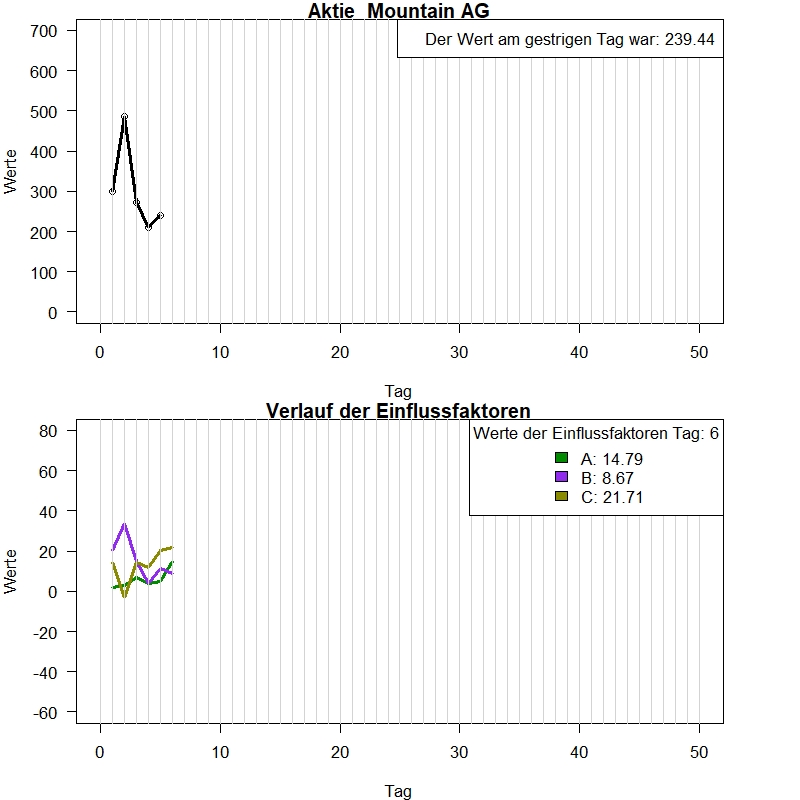 Aktie  Mountain AG
Der Wert am gestrigen Tag war: 239.44
700
600
500
400
300
200
100
0
Werte
0 10 20 30 40 50
Tag
Verlauf der Einflussfaktoren
Werte der Einflussfaktoren Tag: 6
A: 14.79
B: 8.67
C: 21.71
80
60
40
20
0
-20
-40
-60
Werte
0 10 20 30 40 50
Tag